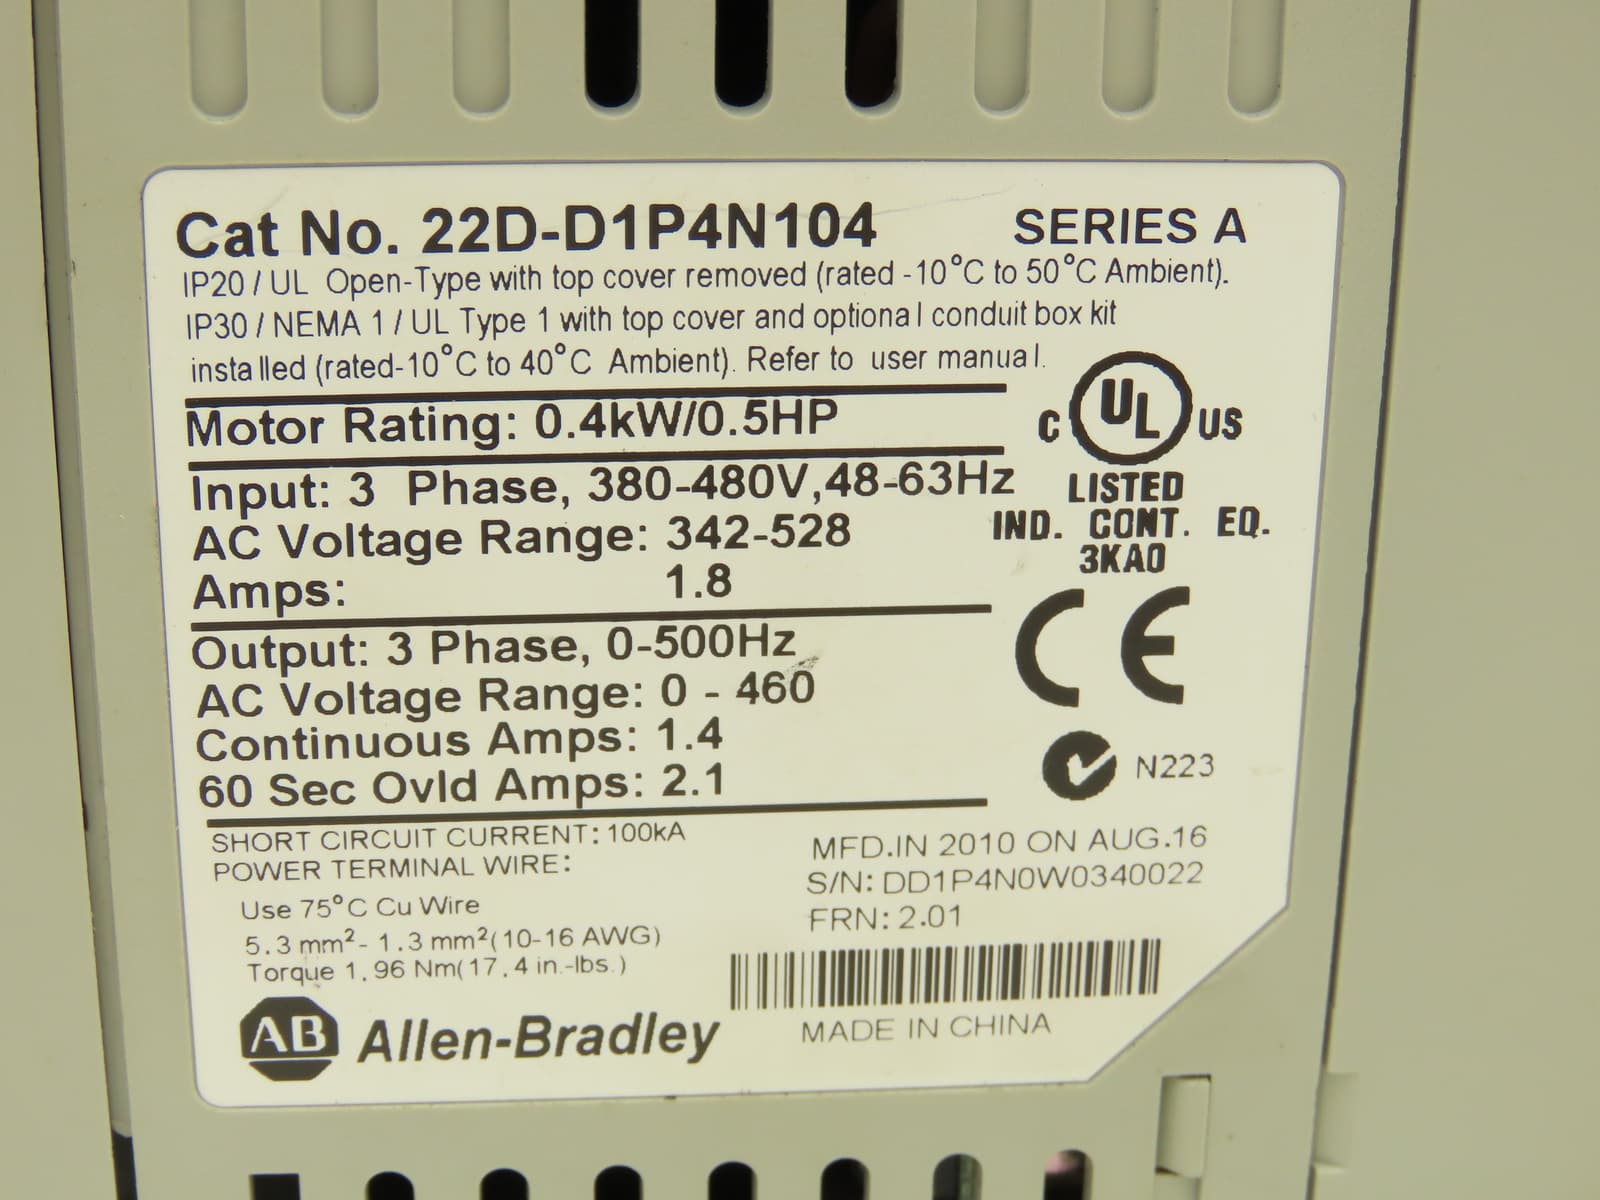 Cat No. 22D-D1P4N104 SERIES A
IP20 / UL Open-Type with top cover removed (rated -10°C to 50°C Ambient).
IP30 / NEMA 1 / UL Type 1 with top cover and optional conduit box kit
installed (rated-10°C to 40°C Ambient). Refer to user manual.
Motor Rating: 0.4kW/0.5HP
C UL US
Input: 3 Phase, 380-480V,48-63Hz
LISTED
AC Voltage Range: 342-528
IND. CONT. EQ.
3KA0
Amps: 1.8
Output: 3 Phase, 0-500Hz
CE
AC Voltage Range: 0 - 460
Continuous Amps: 1.4
N223
60 Sec Ovld Amps: 2.1
SHORT CIRCUIT CURRENT: 100kA
POWER TERMINAL WIRE:
Use 75°C Cu Wire
5.3 mm²- 1.3 mm²(10-16 AWG)
Torque 1.96 Nm(17.4 in.-lbs.)
MFD.IN 2010 ON AUG.16
S/N: DD1P4N0W0340022
FRN: 2.01
MADE IN CHINA
AB Allen-Bradley